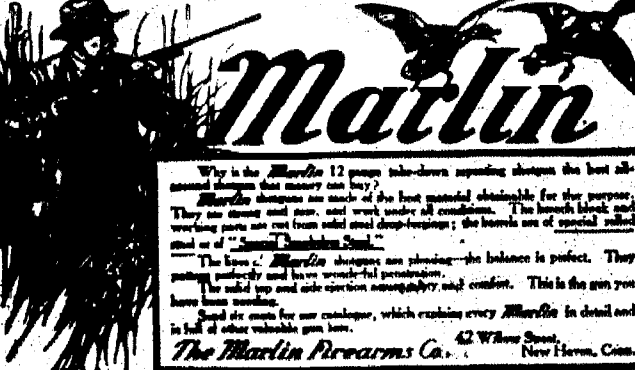 Marlin
Why is the Marlin 12 gauge take-down repeating shotgun the best all-
around shotgun that money can buy?
Marlin shotguns are made of the best material obtainable for the purpose.
They are strong and neat, and work under all conditions. The breech block and
working parts are cut from solid steel drop-forgings; the barrels are of special rolled
steel or of "Special Smokeless Steel."
The lines of Marlin shotguns are pleasing—the balance is perfect. They
pattern perfectly and have wonderful penetration.
The solid top and side ejection and comfort. This is the gun you
have been needing.
Send six cents for our catalogue, which explains every Marlin in detail and
is full of other valuable gun lore.
The Marlin Firearms Co.,
42 Willow Street,
New Haven, Conn.